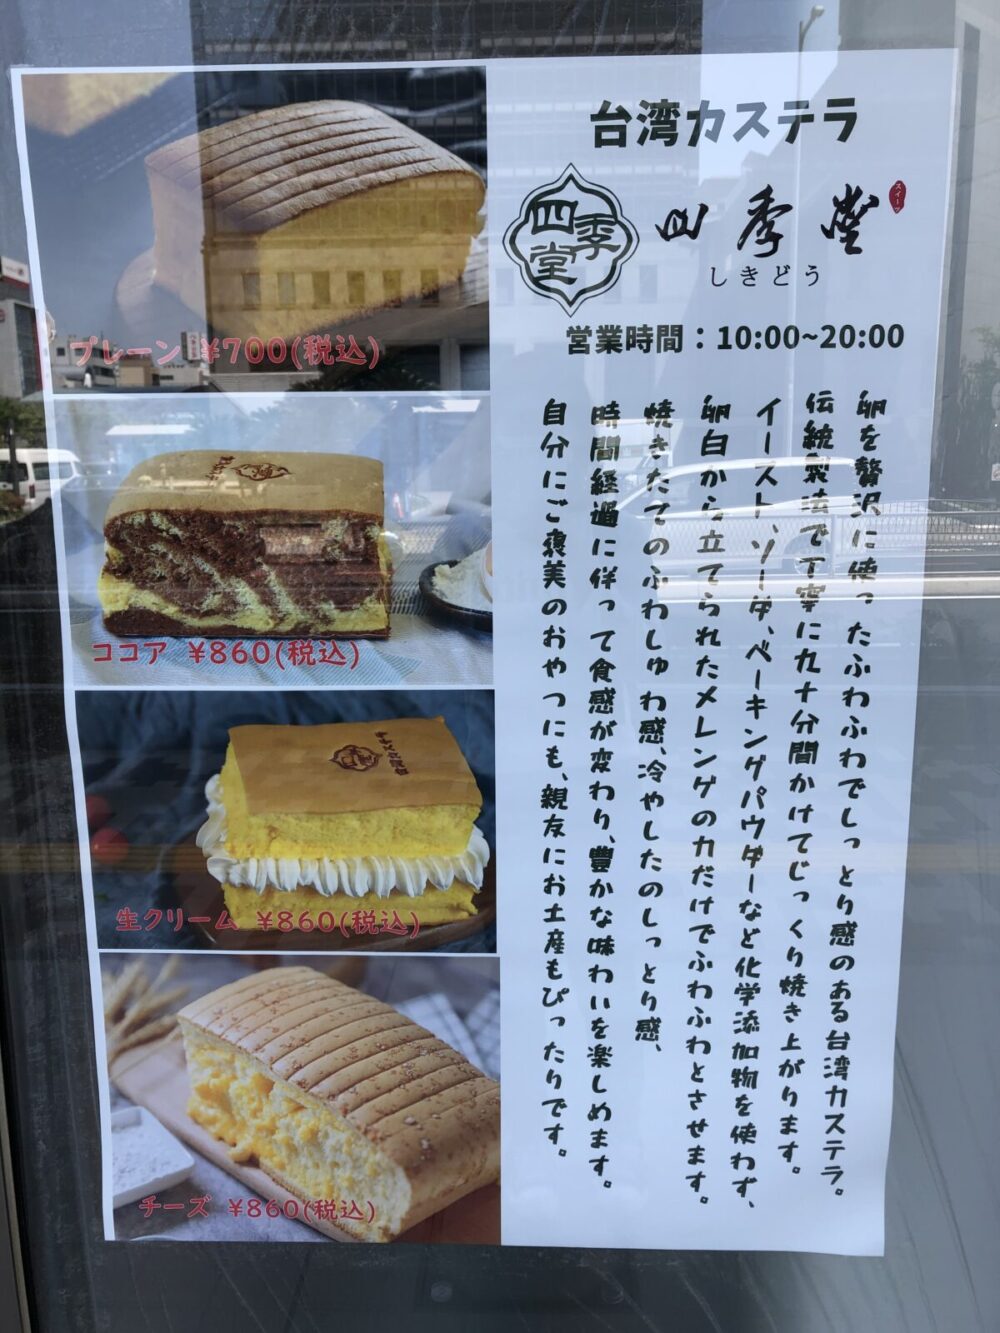 台湾カステラ
四季堂
四季堂
スイーツ
しきどう
営業時間：10:00~20:00
卵を贅沢に使ったふわふわでしっとり感のある台湾カステラ。
伝統製法で丁寧に九十分間かけてじっくり焼き上がります。
イースト、ソーダ、ベーキングパウダーなど化学添加物を使わず、
卵白から立てられたメレンゲの力だけでふわふわとさせます。
焼きたてのふわしゅわ感、冷やしたのしっとり感、
時間経過に伴って食感が変わり、豊かな味わいを楽しめます。
自分にご褒美のおやつにも、親友にお土産もぴったりです。
プレーン ¥700(税込)
ココア ¥860(税込)
生クリーム ¥860(税込)
チーズ ¥860(税込)